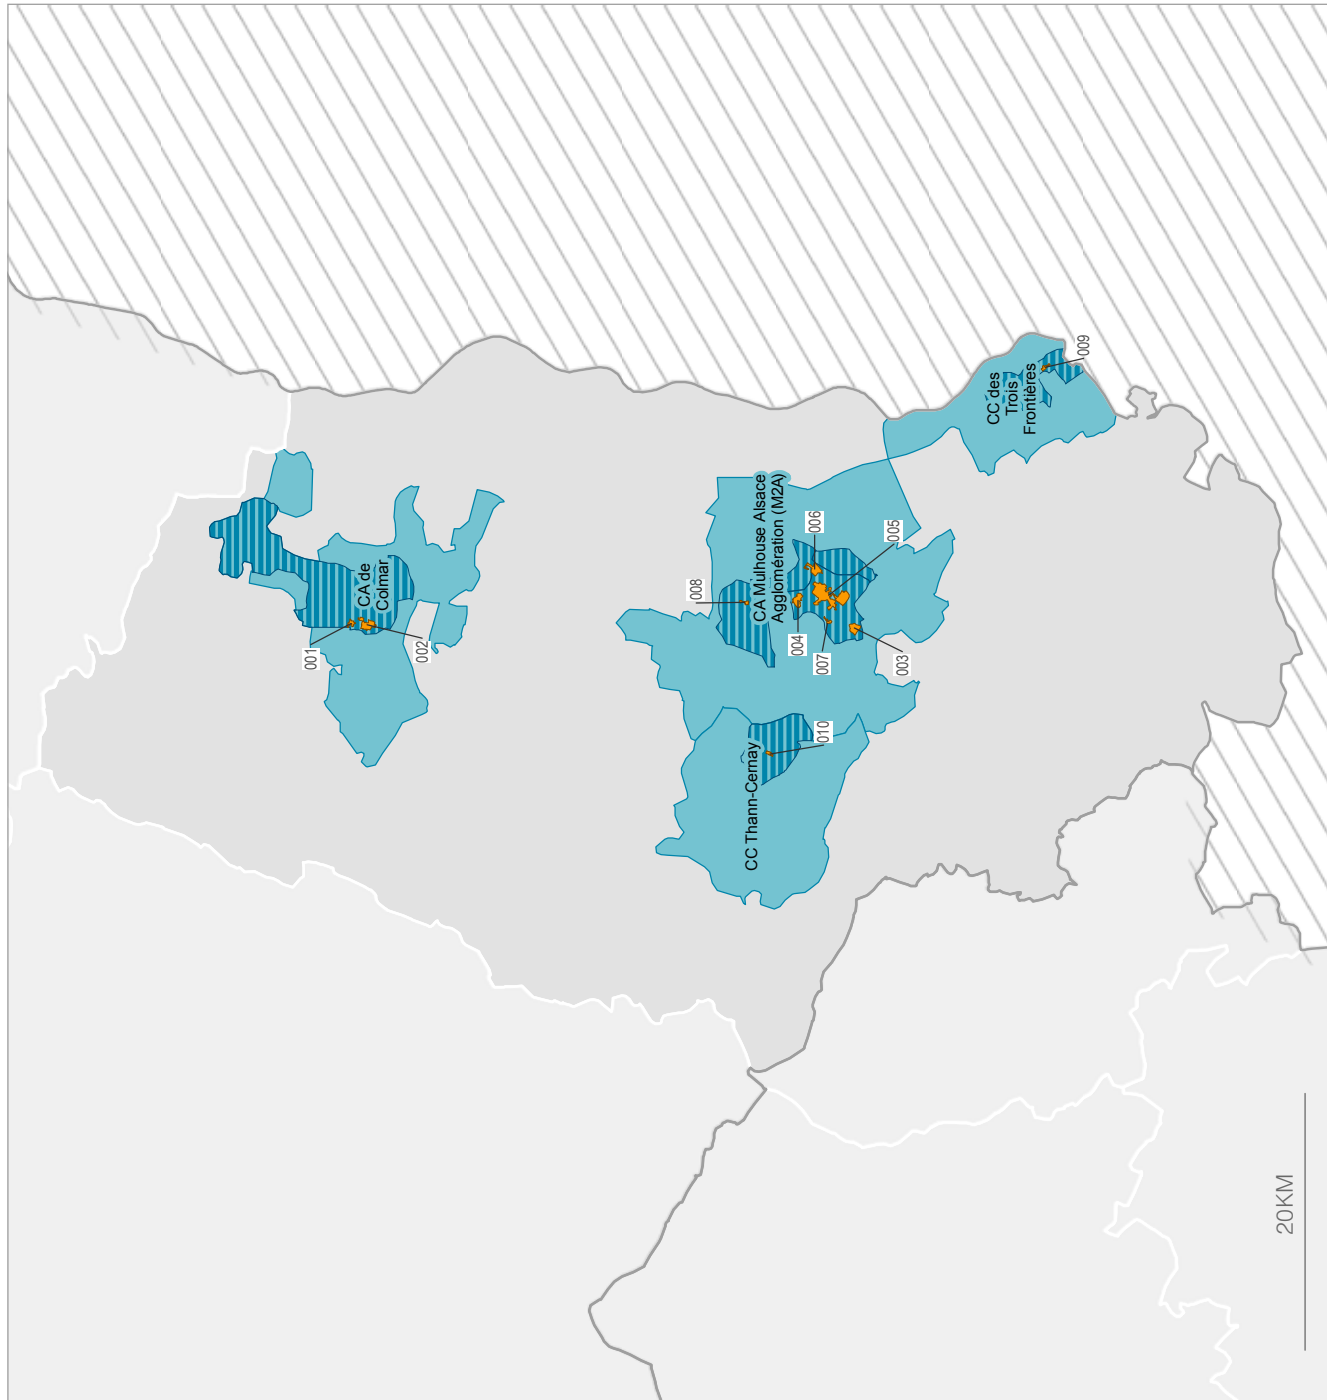 001
CA de
Colmar
002
008
CA Mulhouse Alsace
Agglomération (M2A)
006
004
005
007
003
CC Thann-Cernay
010
CC des
Trois
Frontières
009
20KM